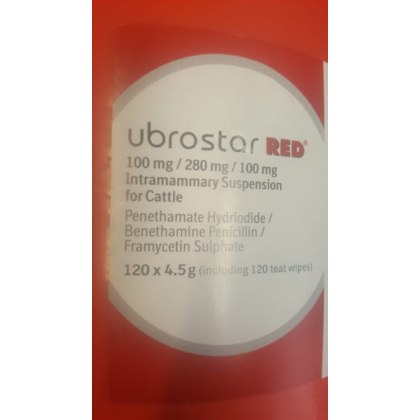 ubrostar RED®
100 mg / 280 mg / 100 mg
Intramammary Suspension
for Cattle
Penethamate Hydriodide /
Benethamine Penicillin /
Framycetin Sulphate
120 x 4.5 g (including 120 teat wipes)